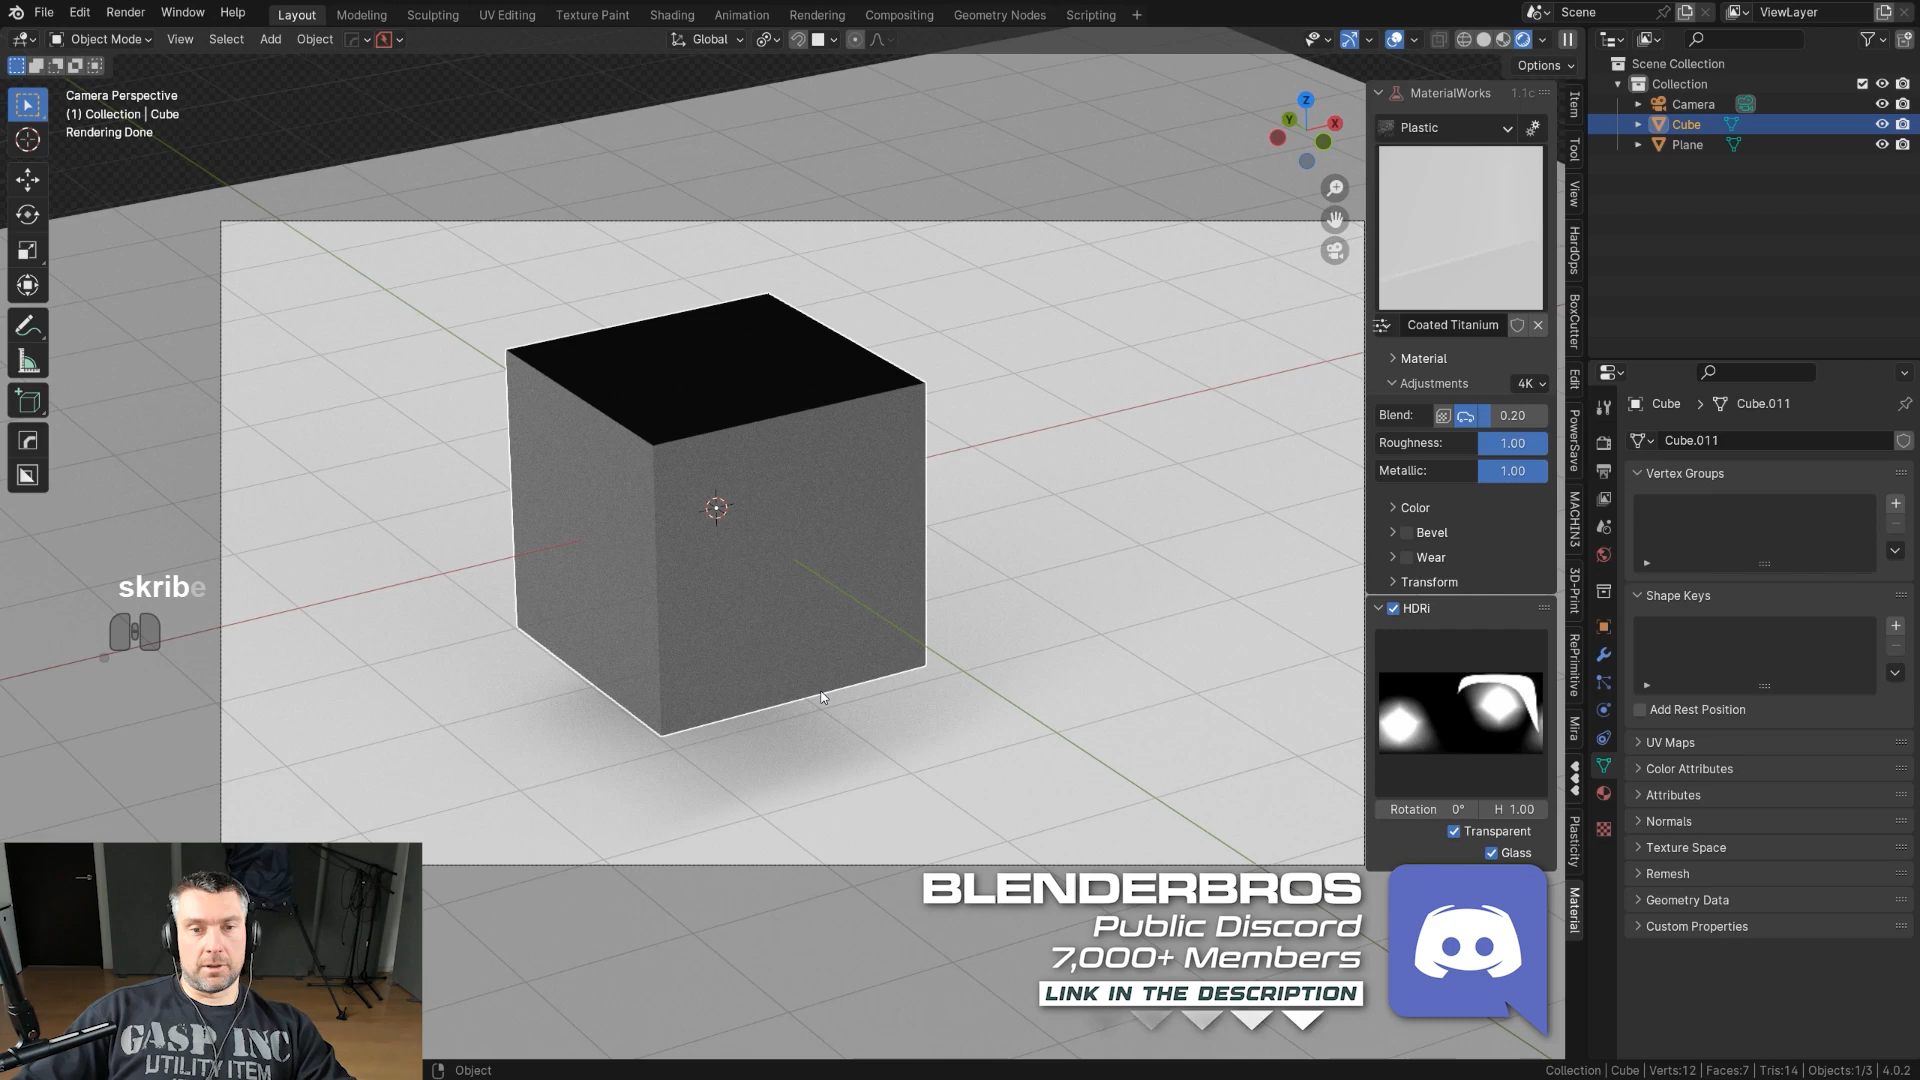 File Edit Render Window Help
Layout Modeling Sculpting UV Editing Texture Paint Shading Animation Rendering Compositing Geometry Nodes Scripting +
Scene
ViewLayer
Object Mode View Select Add Object
Global
Options
Camera Perspective
(1) Collection | Cube
Rendering Done
Z
Y
X
skribe
MaterialWorks 1.1c
Plastic
Coated Titanium
Material
Adjustments 4K
Blend: 0.20
Roughness: 1.00
Metallic: 1.00
Color
Bevel
Wear
Transform
HDRi
Rotation 0° H 1.00
Transparent
Glass
Item
Tool
View
HardOps
BoxCutter
Edit
PowerSave
MACHIN3
3D-Print
RePrimitive
Mira
♥♥♥
Plasticity
Material
Scene Collection
Collection
Camera
Cube
Plane
Cube > Cube.011
Cube.011
Vertex Groups
Shape Keys
Add Rest Position
UV Maps
Color Attributes
Attributes
Normals
Texture Space
Remesh
Geometry Data
Custom Properties
BLENDERBROS
Public Discord
7,000+ Members
LINK IN THE DESCRIPTION
GASP INC
UTILITY ITEM
Object
Collection | Cube | Verts:12 | Faces:7 | Tris:14 | Objects:1/3 | 4.0.2